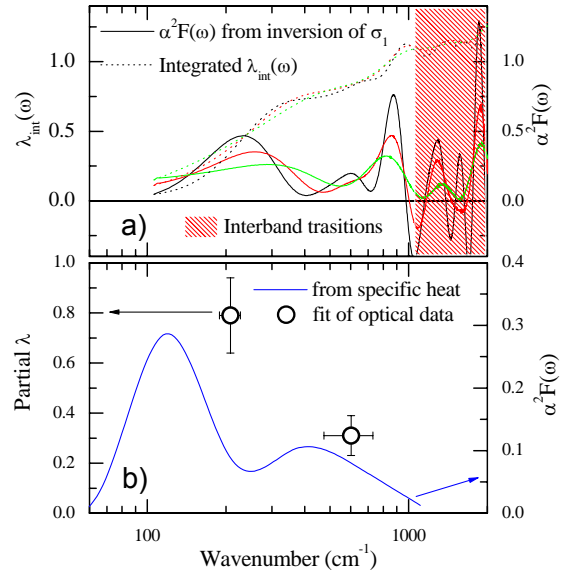 α²F(ω) from inversion of σ₁
Integrated λint(ω)
1.0
0.5
0.0
λint(ω)
1.0
0.5
0.0
α²F(ω)
a)
Interband trasitions
from specific heat
fit of optical data
1.0
0.8
0.6
0.4
0.2
0.0
Partial λ
0.4
0.3
0.2
0.1
0.0
α²F(ω)
b)
100
1000
Wavenumber (cm⁻¹)